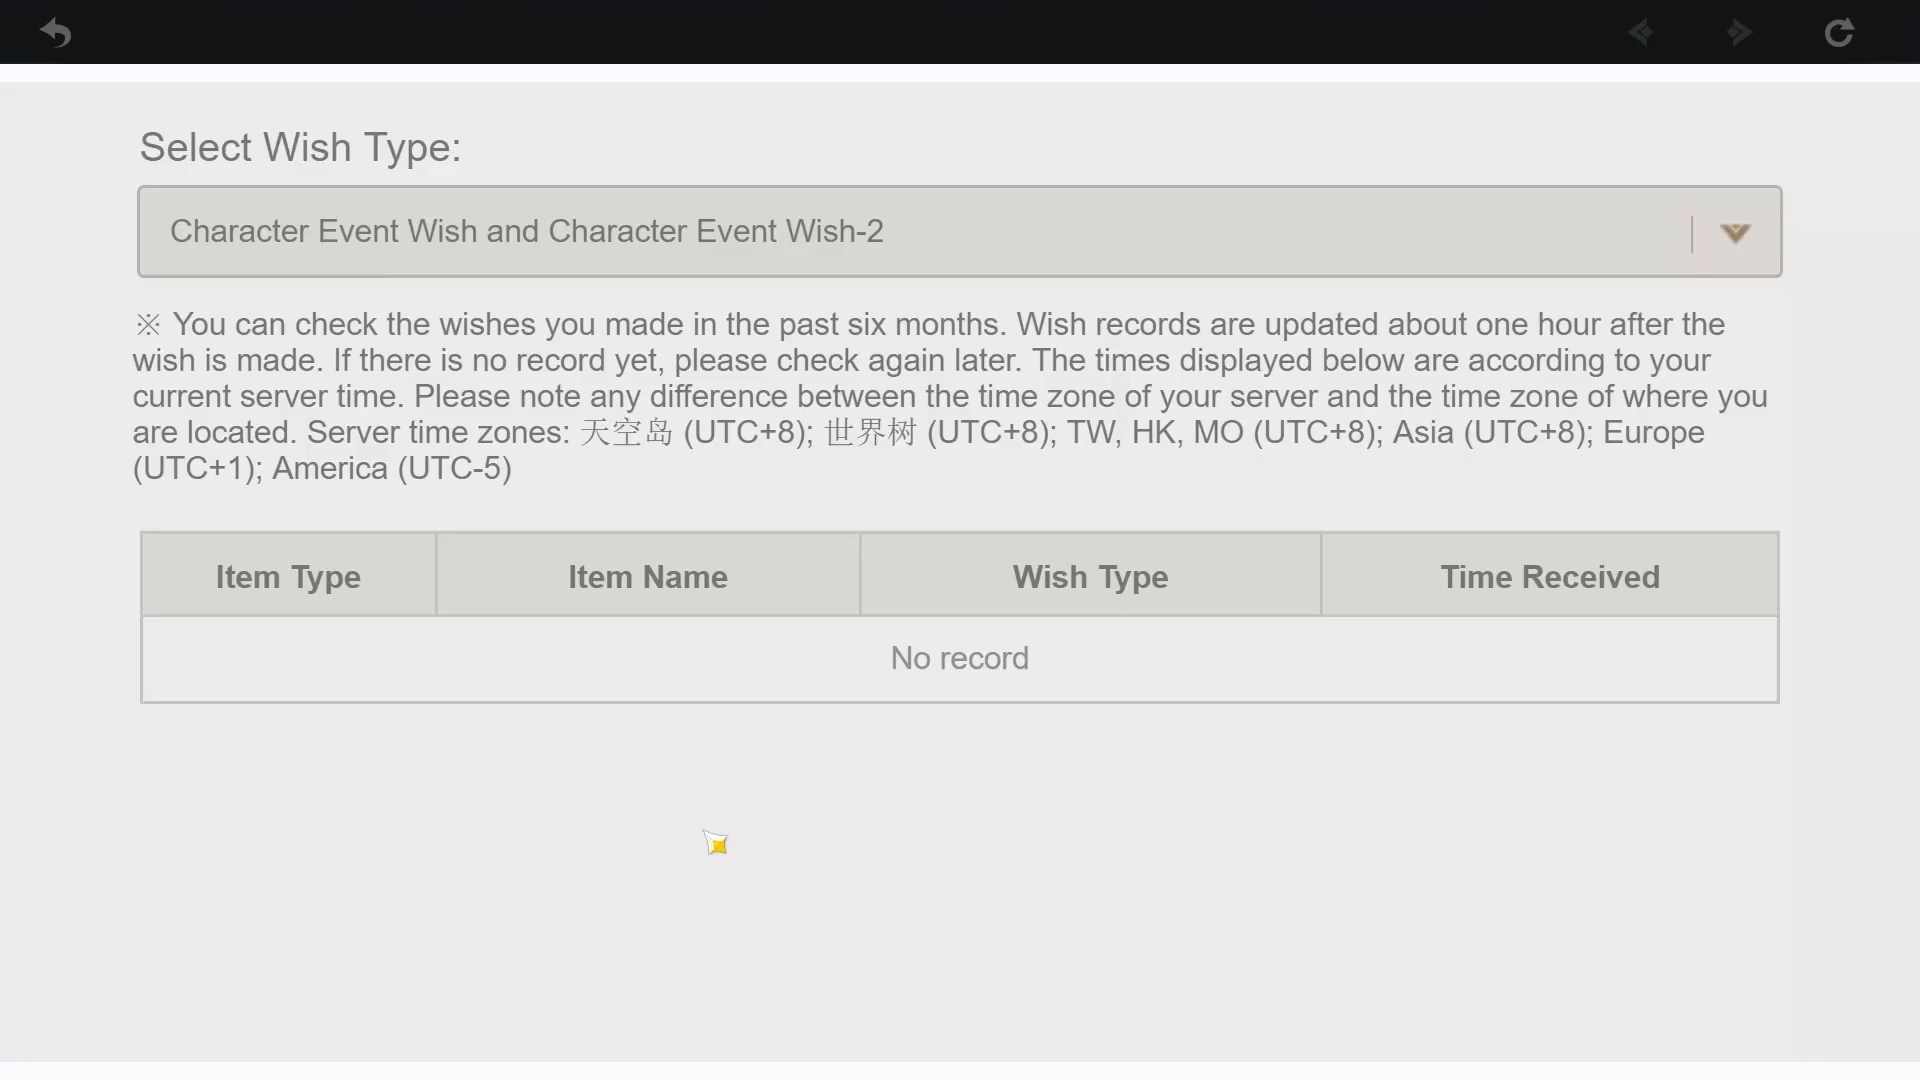 Select Wish Type:
Character Event Wish and Character Event Wish-2
※ You can check the wishes you made in the past six months. Wish records are updated about one hour after the
wish is made. If there is no record yet, please check again later. The times displayed below are according to your
current server time. Please note any difference between the time zone of your server and the time zone of where you
are located. Server time zones: 天空岛 (UTC+8); 世界树 (UTC+8); TW, HK, MO (UTC+8); Asia (UTC+8); Europe
(UTC+1); America (UTC-5)
Item Type Item Name Wish Type Time Received
No record